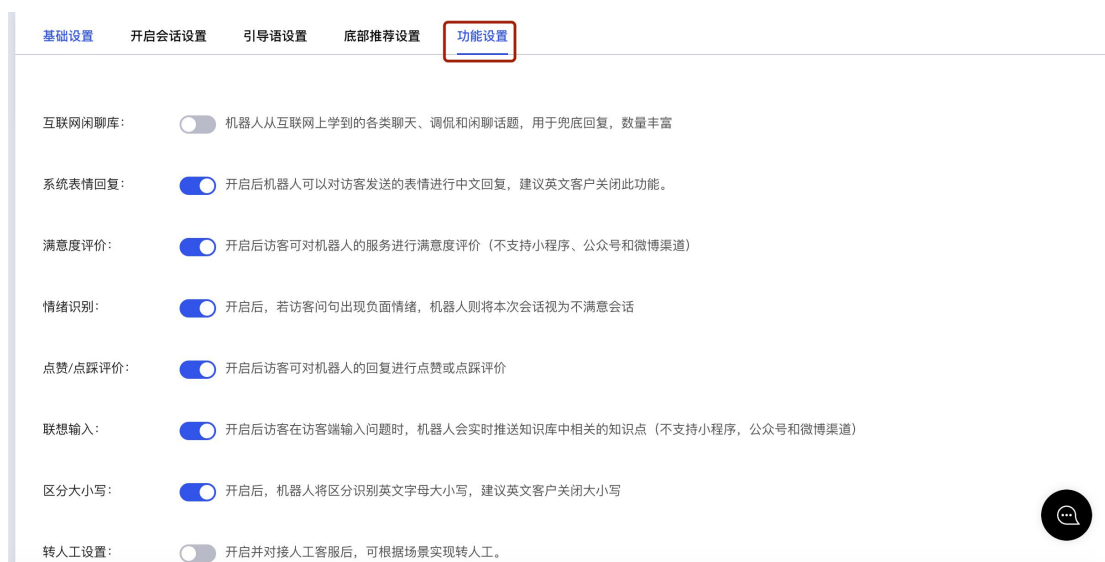 基础设置 开启会话设置 引导语设置 底部推荐设置 功能设置
互联网闲聊库： 机器人从互联网上学到的各类聊天、调侃和闲聊话题，用于兜底回复，数量丰富
系统表情回复： 开启后机器人可以对访客发送的表情进行中文回复，建议英文客户关闭此功能。
满意度评价： 开启后访客可对机器人的服务进行满意度评价（不支持小程序、公众号和微博渠道）
情绪识别： 开启后，若访客问句出现负面情绪，机器人则将本次会话视为不满意会话
点赞/点踩评价： 开启后访客可对机器人的回复进行点赞或点踩评价
联想输入： 开启后访客在访客端输入问题时，机器人会实时推送知识库中相关的知识点（不支持小程序，公众号和微博渠道）
区分大小写： 开启后，机器人将区分识别英文字母大小写，建议英文客户关闭大小写
转人工设置： 开启并对接人工客服后，可根据场景实现转人工。